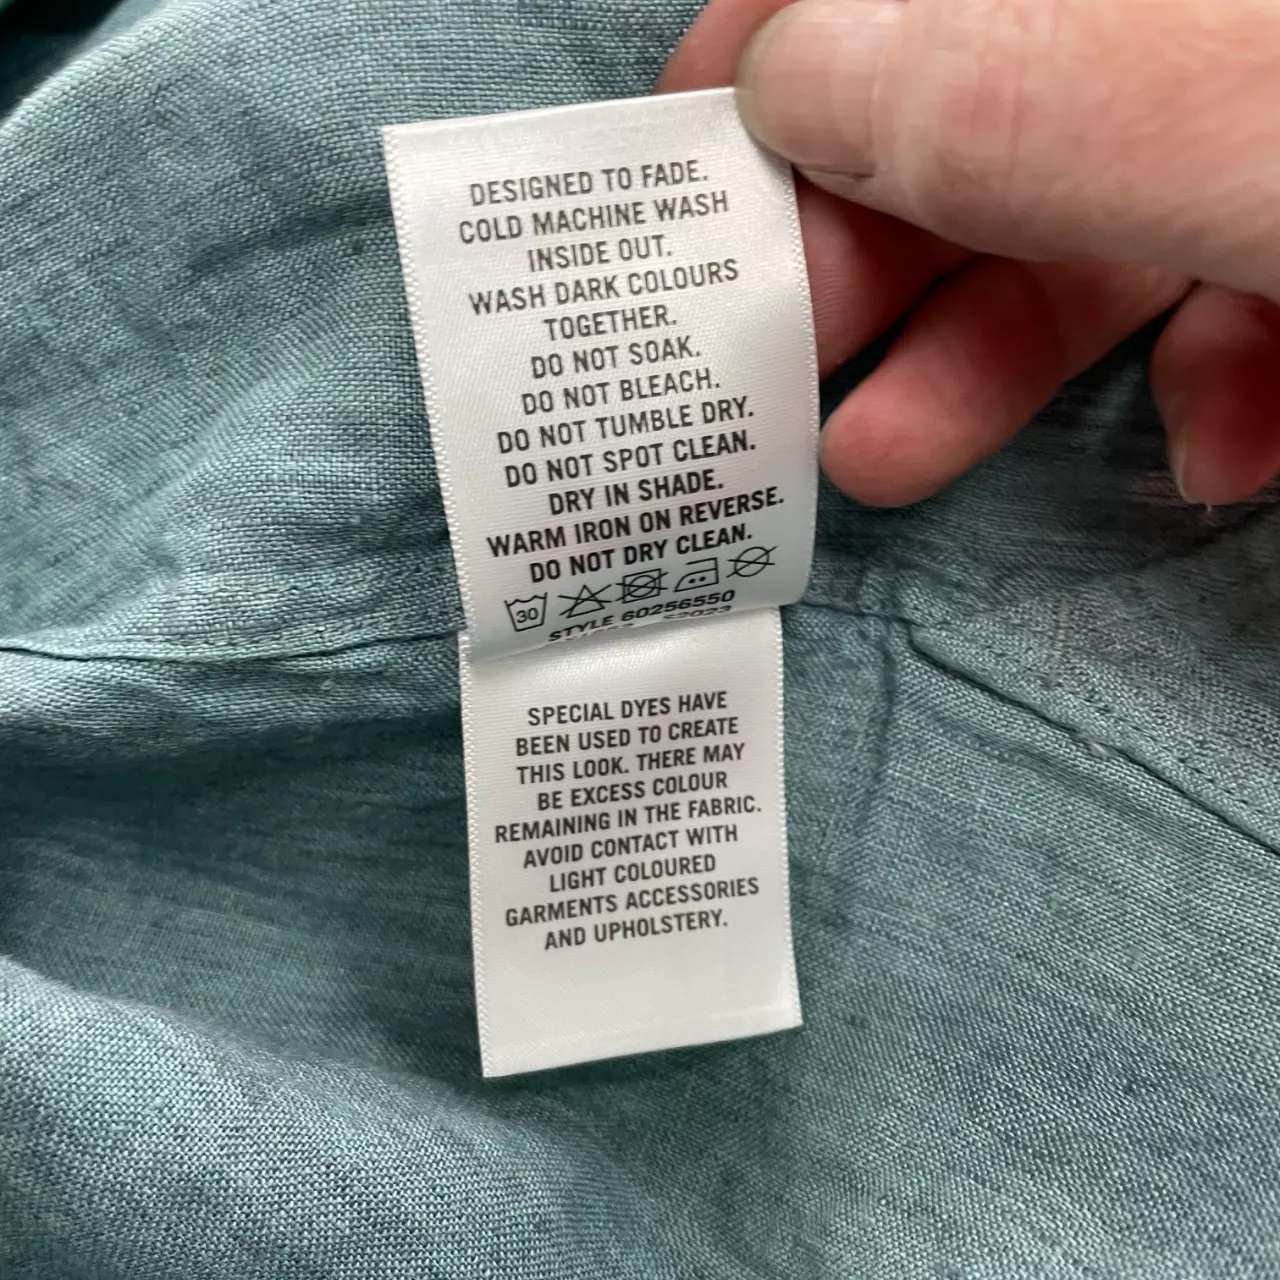 DESIGNED TO FADE.
COLD MACHINE WASH
INSIDE OUT.
WASH DARK COLOURS
TOGETHER.
DO NOT SOAK.
DO NOT BLEACH.
DO NOT TUMBLE DRY.
DO NOT SPOT CLEAN.
DRY IN SHADE.
WARM IRON ON REVERSE.
DO NOT DRY CLEAN.
30
STYLE 60256550
S2023
SPECIAL DYES HAVE
BEEN USED TO CREATE
THIS LOOK. THERE MAY
BE EXCESS COLOUR
REMAINING IN THE FABRIC.
AVOID CONTACT WITH
LIGHT COLOURED
GARMENTS ACCESSORIES
AND UPHOLSTERY.